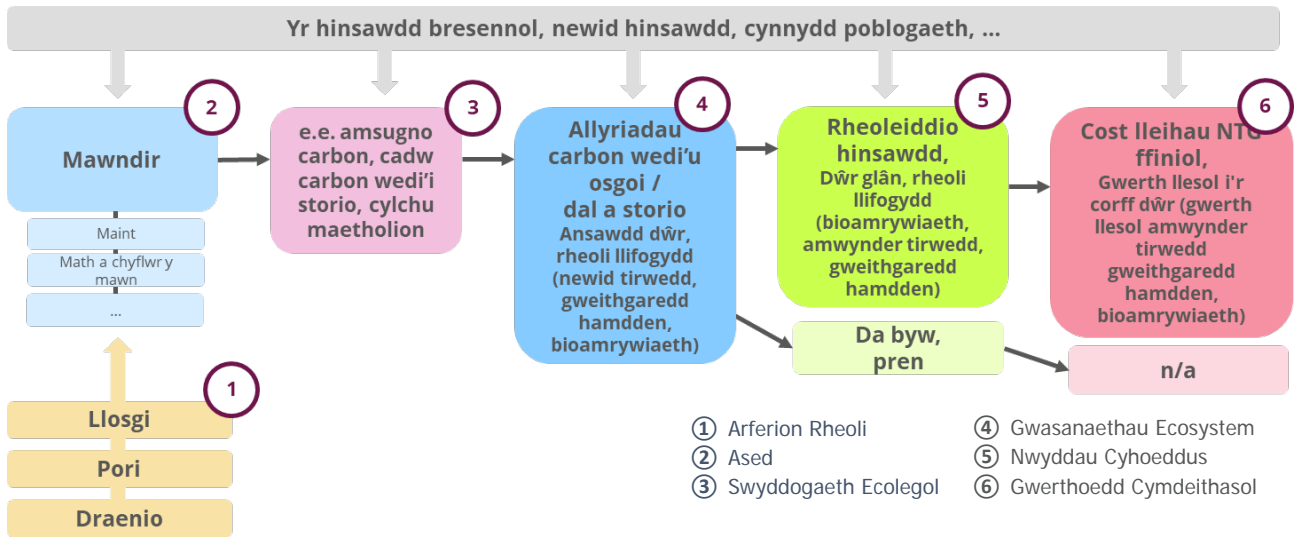 Yr hinsawdd bresennol, newid hinsawdd, cynnydd poblogaeth, ...
2
Mawndir
Maint
Math a chyflwr y
mawn
...
1
Llosgi
Pori
Draenio
3
e.e. amsugno
carbon, cadw
carbon wedi'i
storio, cylchu
maetholion
4
Allyriadau
carbon wedi'u
osgoi /
dal a storio
Ansawdd dŵr,
rheoli llifogydd
(newid tirwedd,
gweithgaredd
hamdden,
bioamrywiaeth)
5
Rheoleiddio
hinsawdd,
Dŵr glân, rheoli
llifogydd
(bioamrywiaeth,
amwynder tirwedd,
gweithgaredd
hamdden)
Da byw,
pren
6
Cost lleihau NTG
ffiniol,
Gwerth llesol i'r
corff dŵr (gwerth
llesol amwynder
tirwedd
gweithgaredd
hamdden,
bioamrywiaeth)
n/a
① Arferion Rheoli
② Ased
③ Swyddogaeth Ecolegol
④ Gwasanaethau Ecosystem
⑤ Nwyddau Cyhoeddus
⑥ Gwerthoedd Cymdeithasol